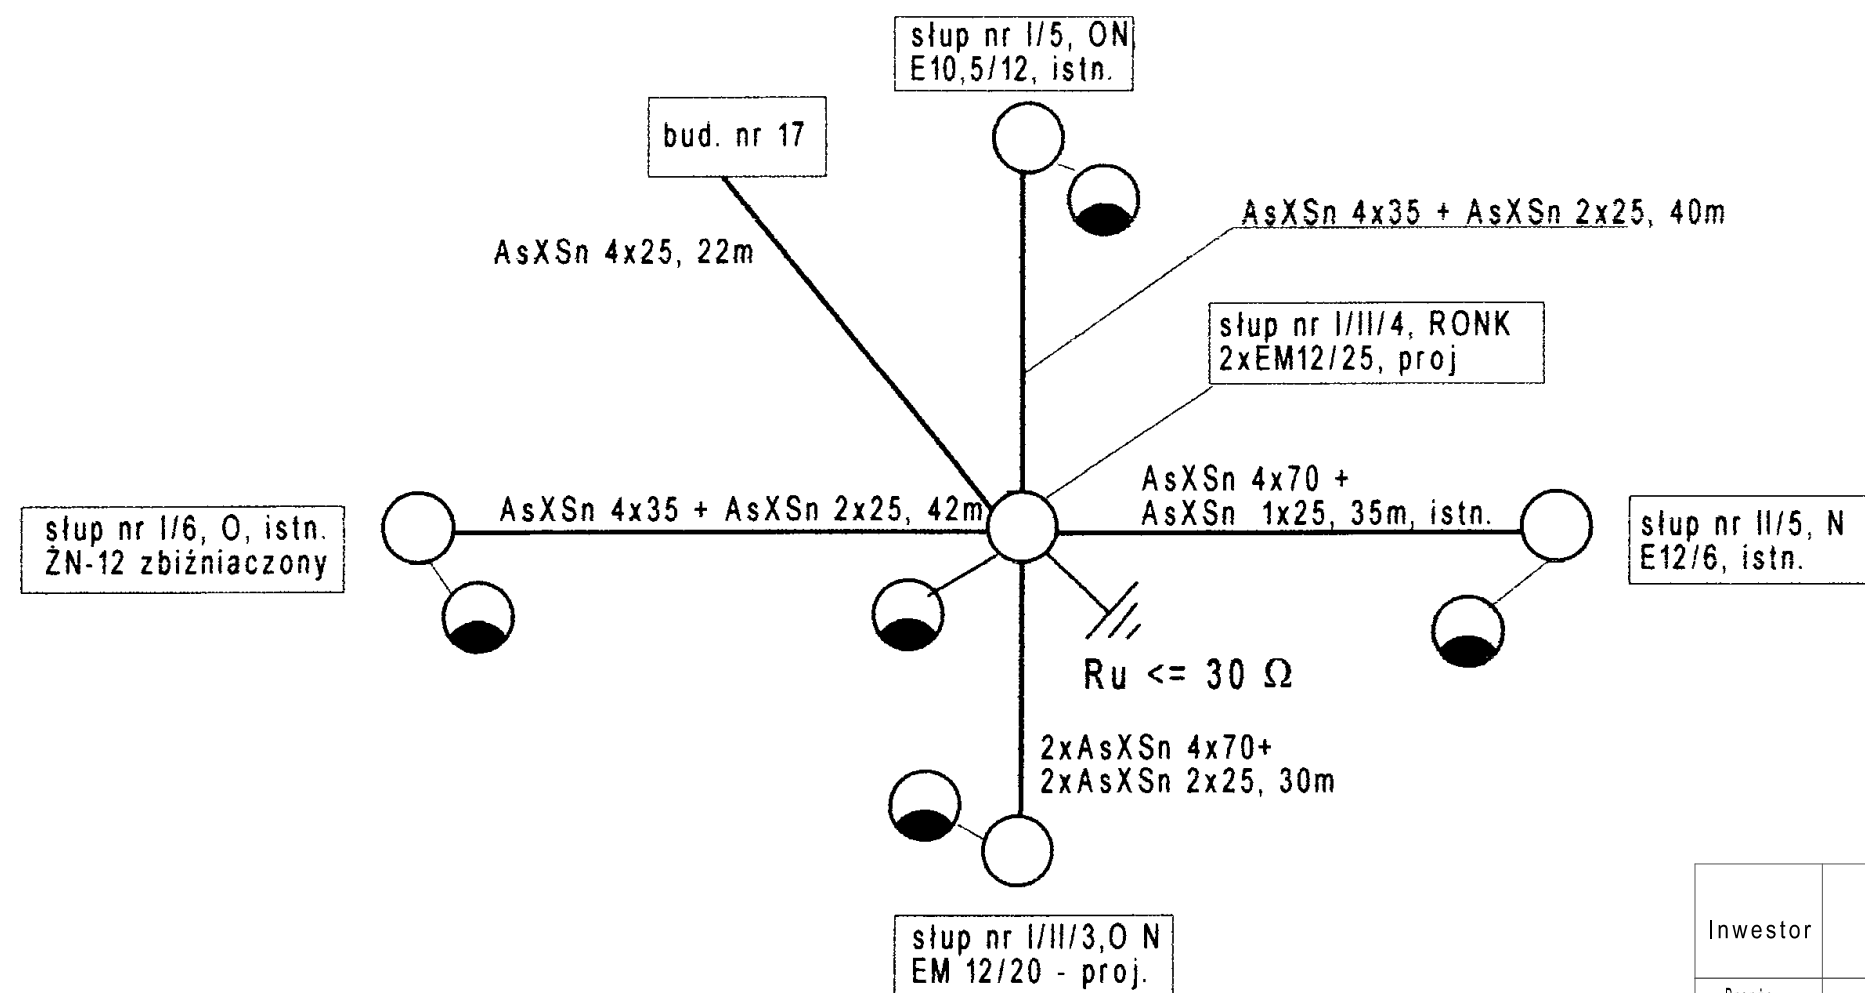 słup nr I/5, ON
E10,5/12, istn.
bud. nr 17
AsXSn 4x25, 22m
AsXSn 4x35 + AsXSn 2x25, 40m
słup nr I/II/4, RONK
2xEM12/25, proj
słup nr I/6, O, istn.
ŻN-12 zbiźniaczony
AsXSn 4x35 + AsXSn 2x25, 42m
AsXSn 4x70 +
AsXSn 1x25, 35m, istn.
słup nr II/5, N
E12/6, istn.
Ru <= 30 Ω
2xAsXSn 4x70+
2xAsXSn 2x25, 30m
słup nr I/II/3,O N
EM 12/20 - proj.
Inwestor